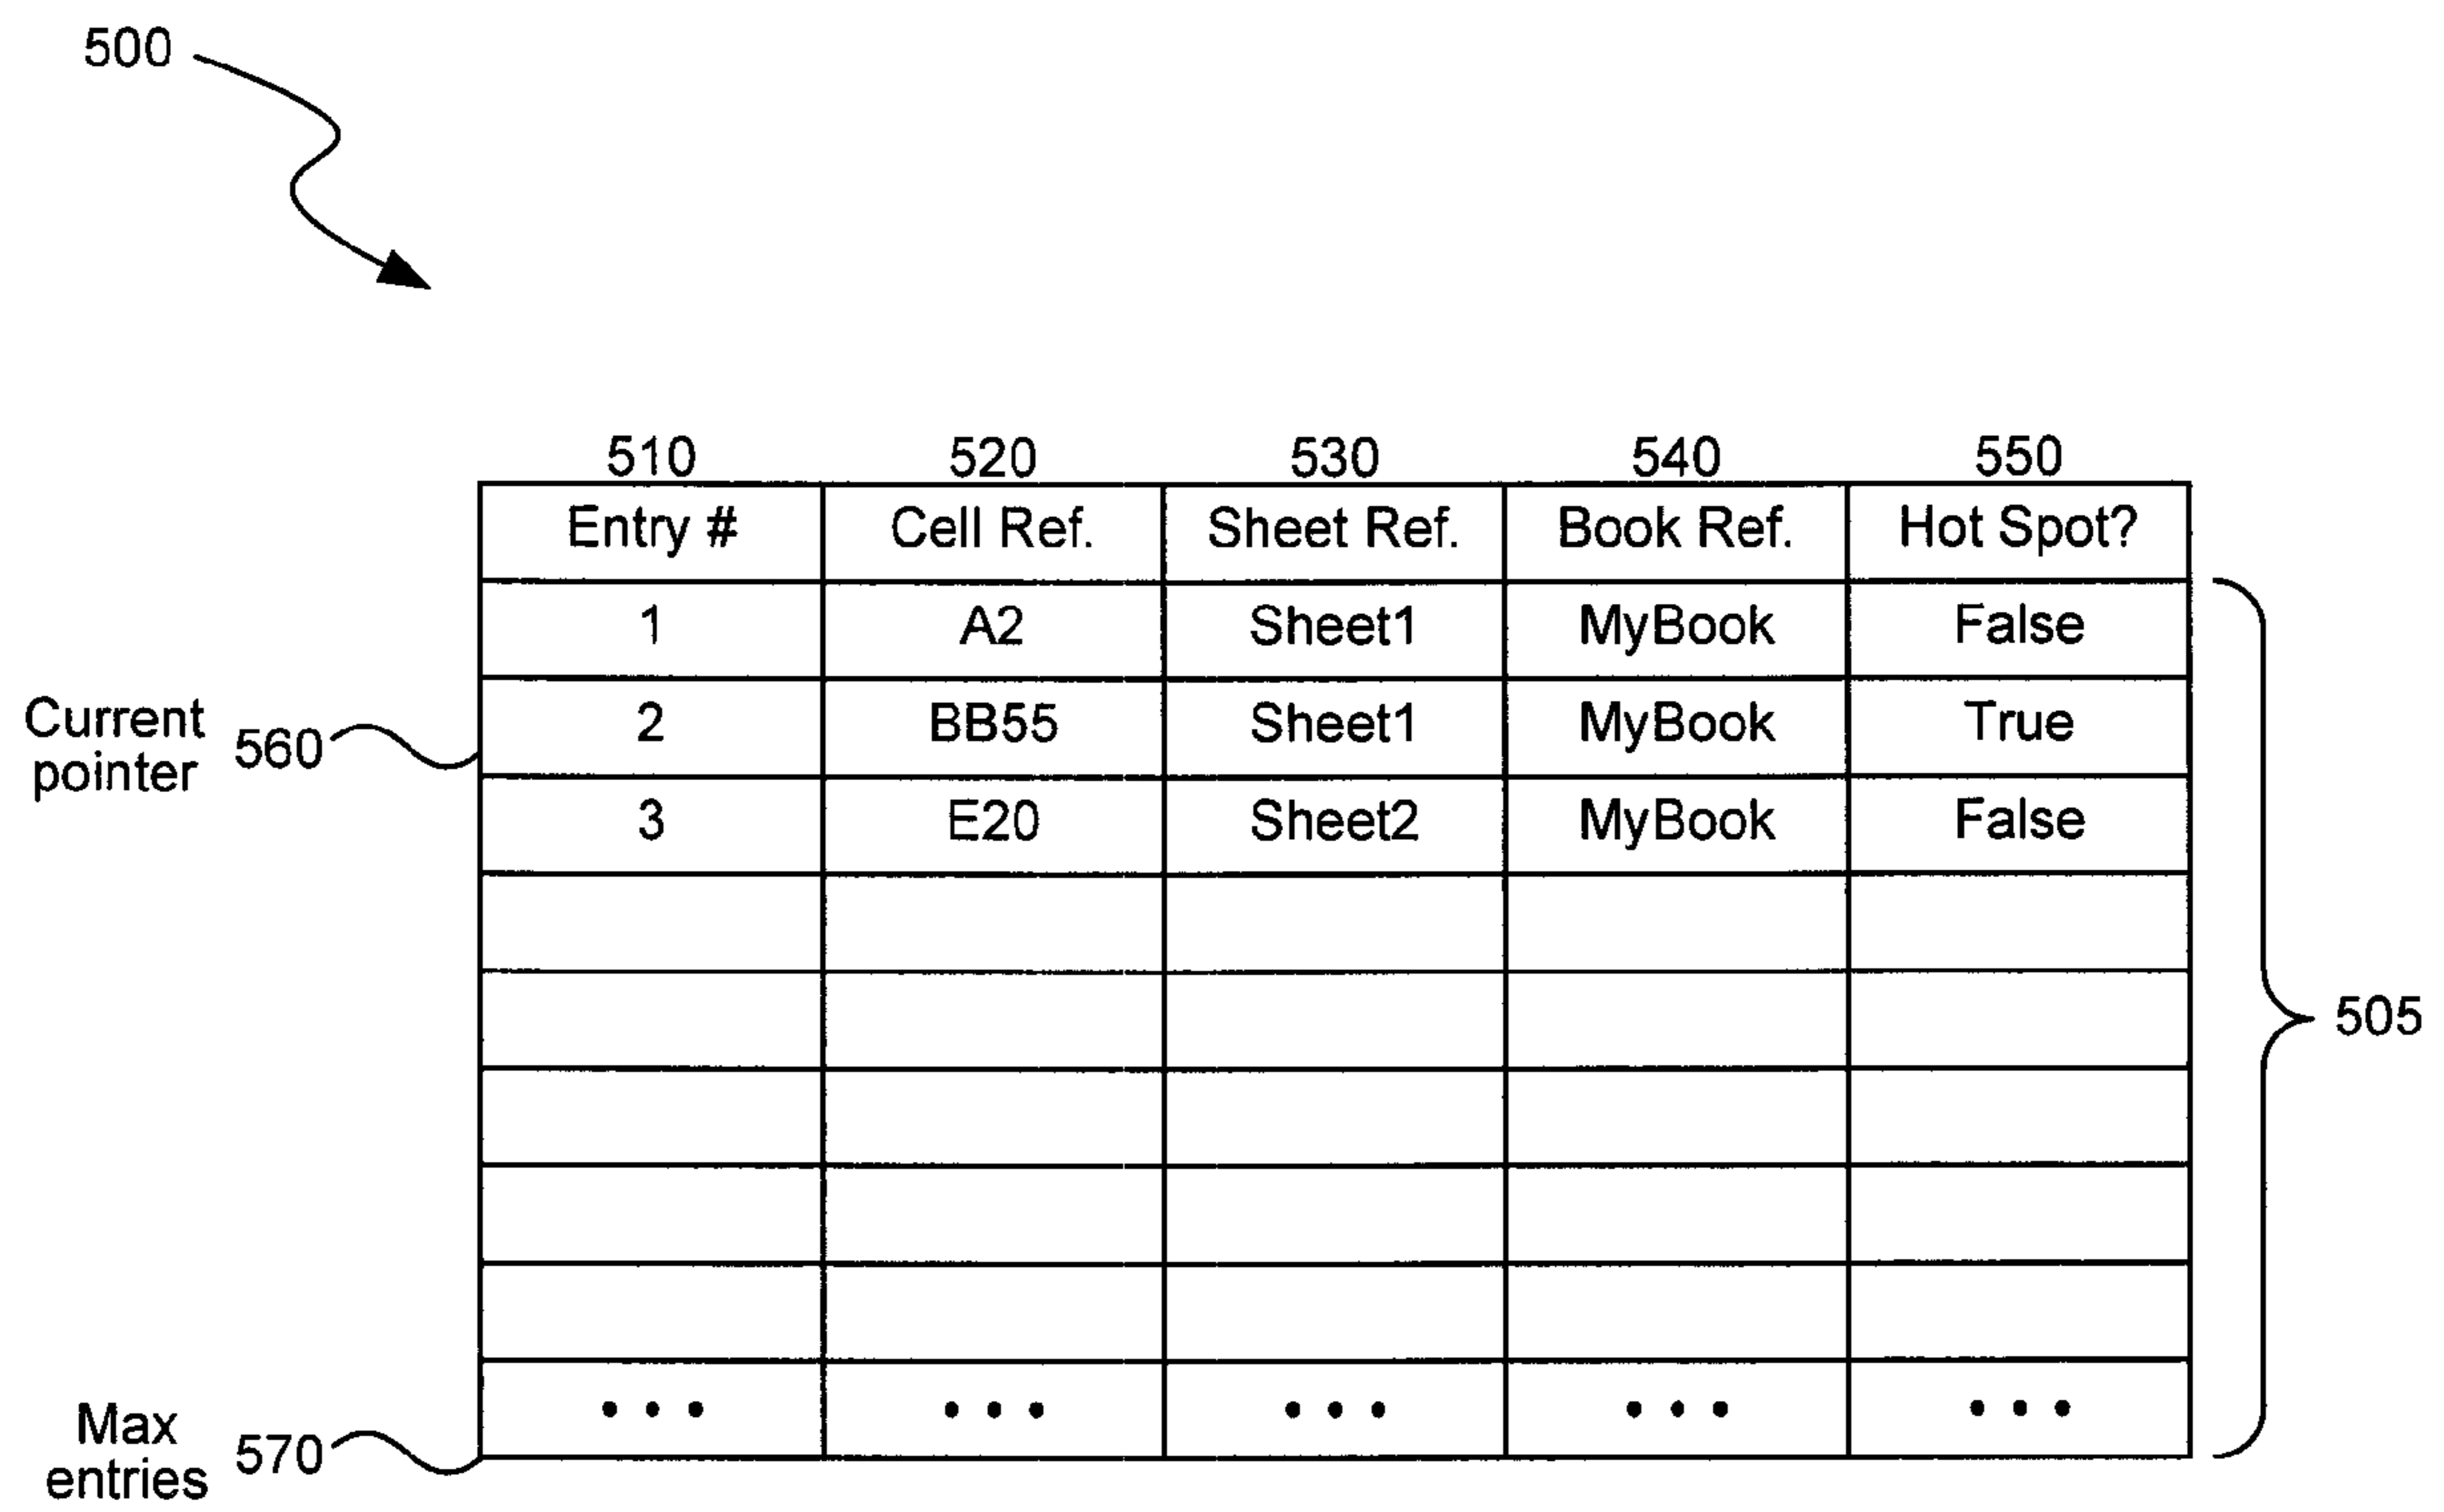 500
510 520 530 540 550
Entry # Cell Ref. Sheet Ref. Book Ref. Hot Spot?
1 A2 Sheet1 MyBook False
Current
pointer 560
2 BB55 Sheet1 MyBook True
3 E20 Sheet2 MyBook False
505
• • • • • • • • • • • • • • •
Max
entries 570